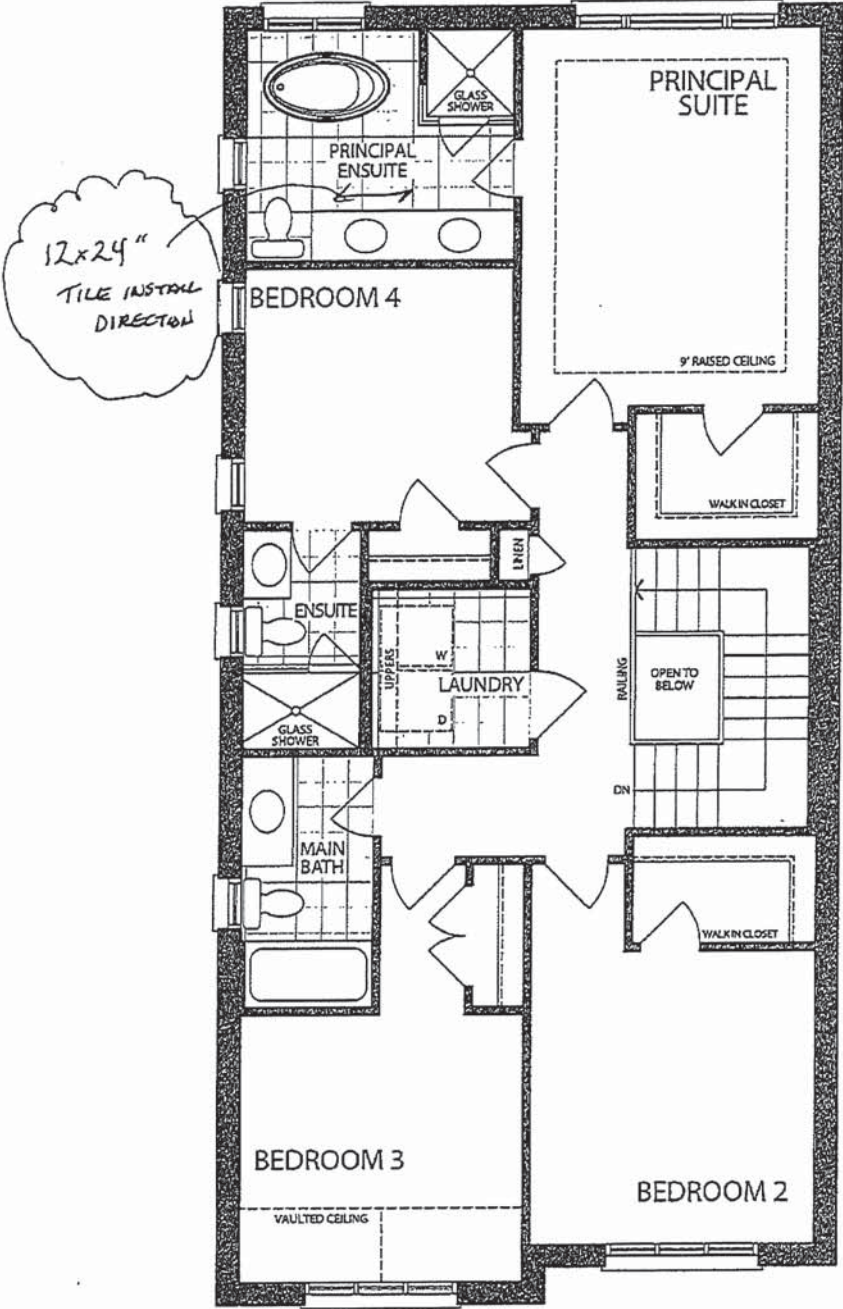 GLASS
SHOWER
PRINCIPAL
SUITE
PRINCIPAL
ENSUITE
12x24"
TILE INSTALL
DIRECTION
BEDROOM 4
9' RAISED CEILING
WALK IN CLOSET
LINEN
ENSUITE
UPPERS
W
LAUNDRY
D
GLASS
SHOWER
RAILING
OPEN TO
BELOW
DN
MAIN
BATH
WALK IN CLOSET
BEDROOM 3
BEDROOM 2
VAULTED CEILING